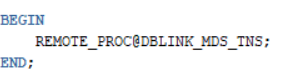 BEGIN
REMOTE_PROC@DBLINK_MDS_TNS;
END;